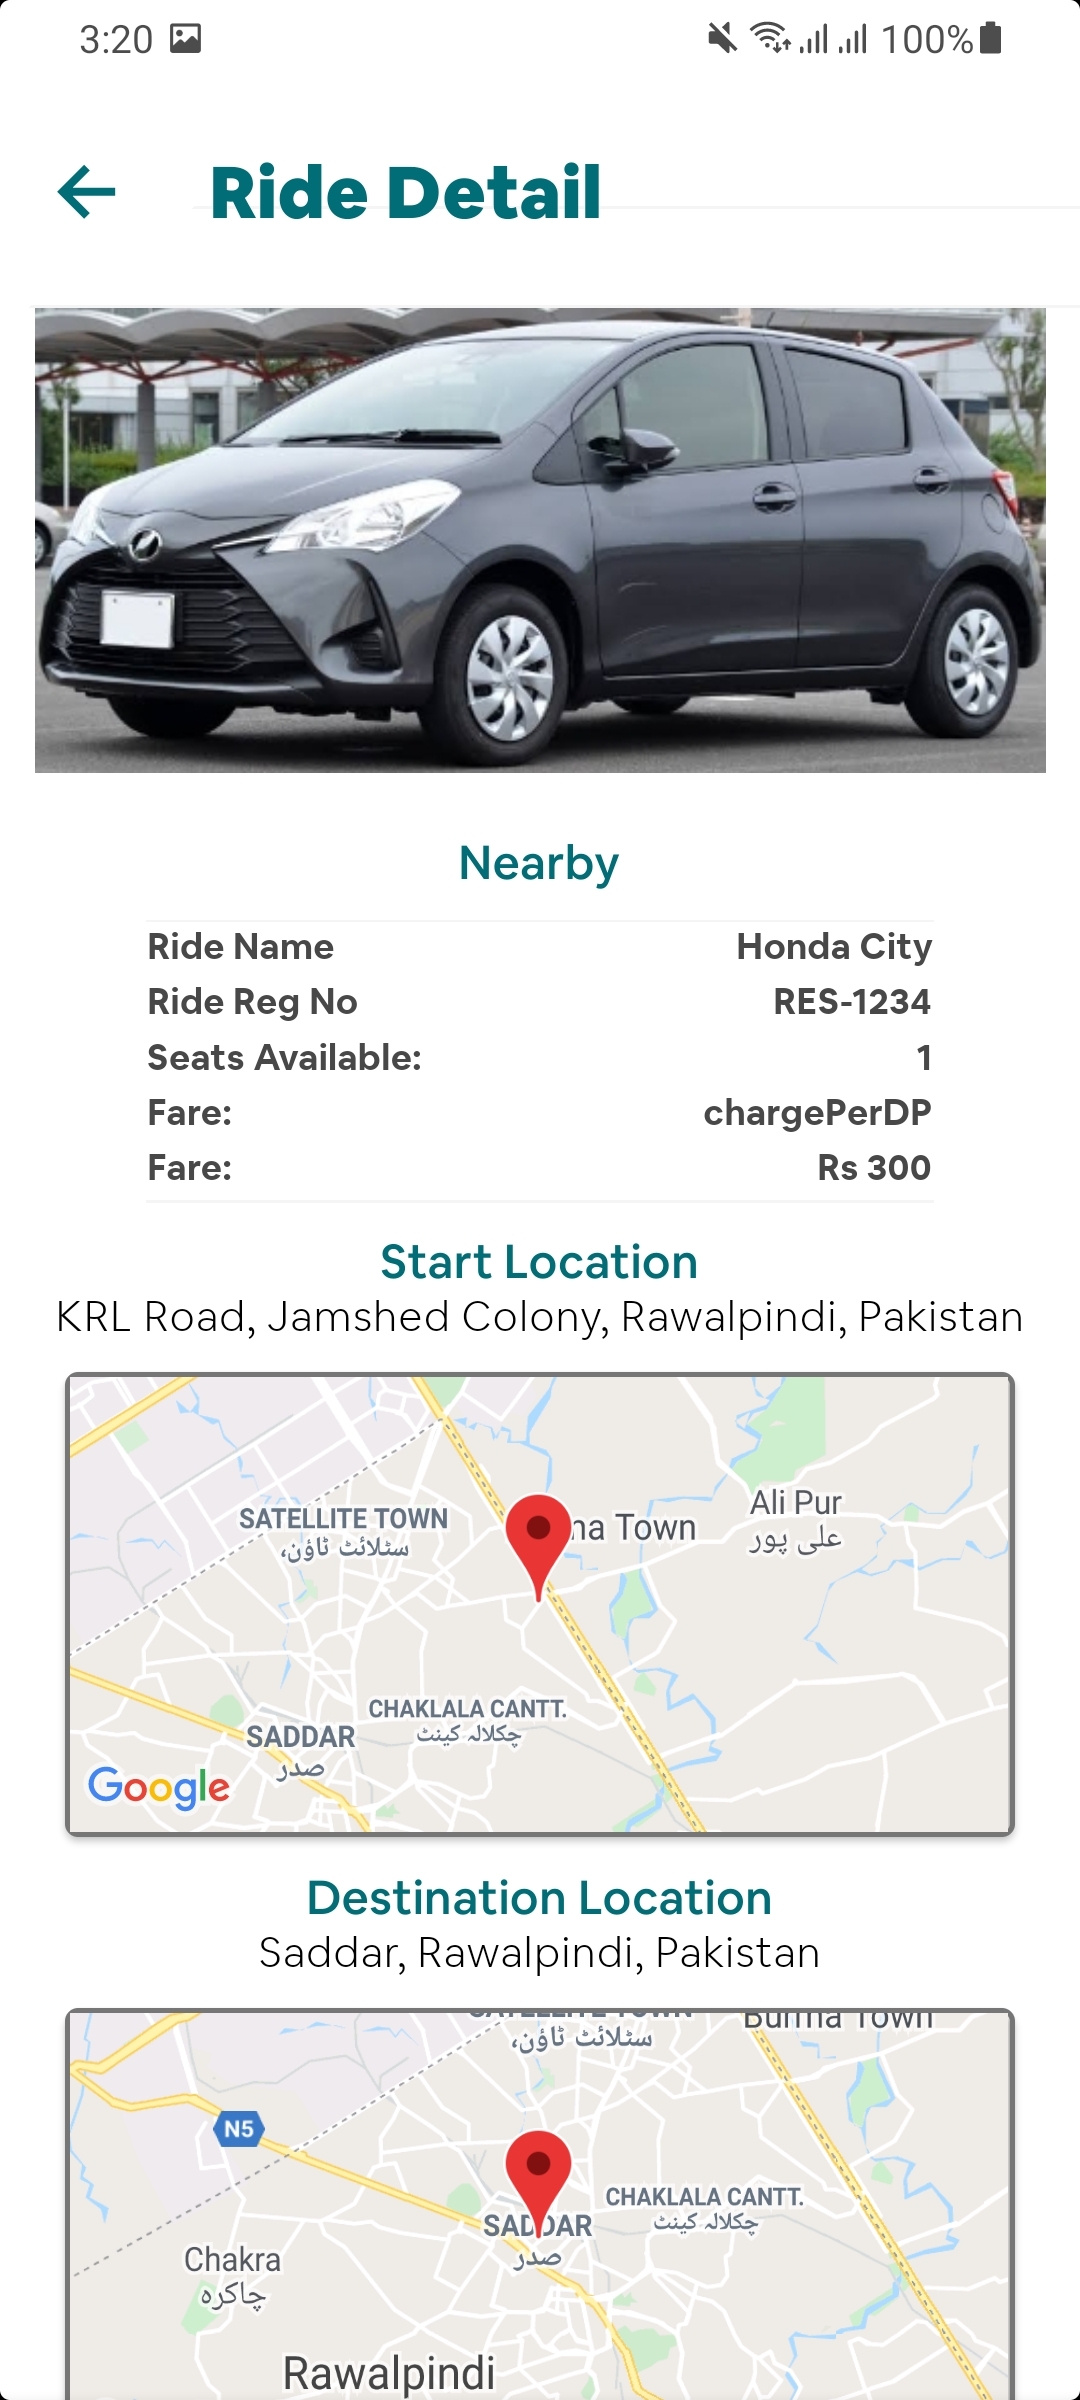 3:20 100%
Ride Detail
Nearby
Ride Name Honda City
Ride Reg No RES-1234
Seats Available: 1
Fare: chargePerDP
Fare: Rs 300
Start Location
KRL Road, Jamshed Colony, Rawalpindi, Pakistan
SATELLITE TOWN
سٹلائٹ ٹاؤن،
Town
Ali Pur
علی پور
CHAKLALA CANTT.
چکلالہ کینٹ
SADDAR
صدر
Google
Destination Location
Saddar, Rawalpindi, Pakistan
SATELLITE TOWN
سٹلائٹ ٹاؤن،
Burma Town
N5
CHAKLALA CANTT.
چکلالہ کینٹ
SADDAR
صدر
Chakra
چاکرہ
Rawalpindi